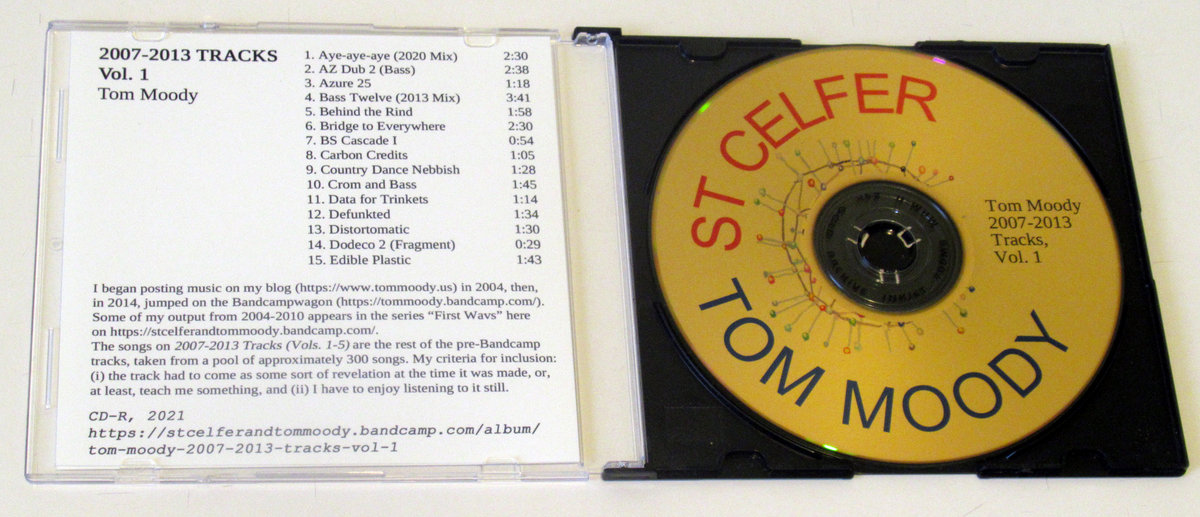 2007-2013 TRACKS
Vol. 1
Tom Moody
1. Aye-aye-aye (2020 Mix) 2:30
2. AZ Dub 2 (Bass) 2:38
3. Azure 25 1:18
4. Bass Twelve (2013 Mix) 3:41
5. Behind the Rind 1:58
6. Bridge to Everywhere 2:30
7. BS Cascade I 0:54
8. Carbon Credits 1:05
9. Country Dance Nebbish 1:28
10. Crom and Bass 1:45
11. Data for Trinkets 1:14
12. Defunkted 1:34
13. Distortomatic 1:30
14. Dodeco 2 (Fragment) 0:29
15. Edible Plastic 1:43
I began posting music on my blog (https://www.tommoody.us) in 2004, then,
in 2014, jumped on the Bandcampwagon (https://tommoody.bandcamp.com/).
Some of my output from 2004-2010 appears in the series “First Wavs” here
on https://stcelferandtommoody.bandcamp.com/.
The songs on 2007-2013 Tracks (Vols. 1-5) are the rest of the pre-Bandcamp
tracks, taken from a pool of approximately 300 songs. My criteria for inclusion:
(i) the track had to come as some sort of revelation at the time it was made, or,
at least, teach me something, and (ii) I have to enjoy listening to it still.
CD-R, 2021
https://stcelferandtommoody.bandcamp.com/album/
tom-moody-2007-2013-tracks-vol-1
ST CELFER
TOM MOODY
Tom Moody
2007-2013
Tracks,
Vol. 1